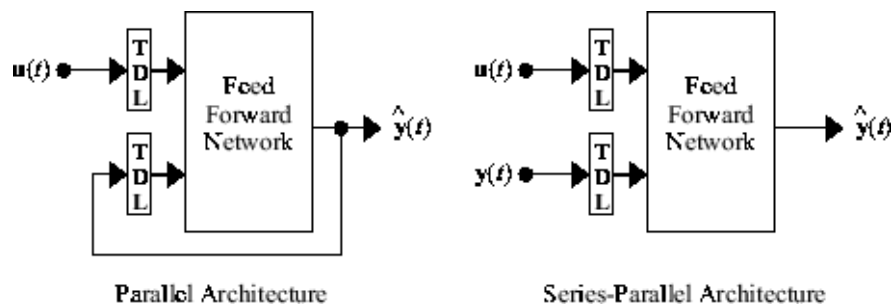 T
D
L
u(t)
Feed
Forward
Network
ŷ(t)
T
D
L
Parallel Architecture
T
D
L
u(t)
Feed
Forward
Network
ŷ(t)
y(t)
T
D
L
Series-Parallel Architecture